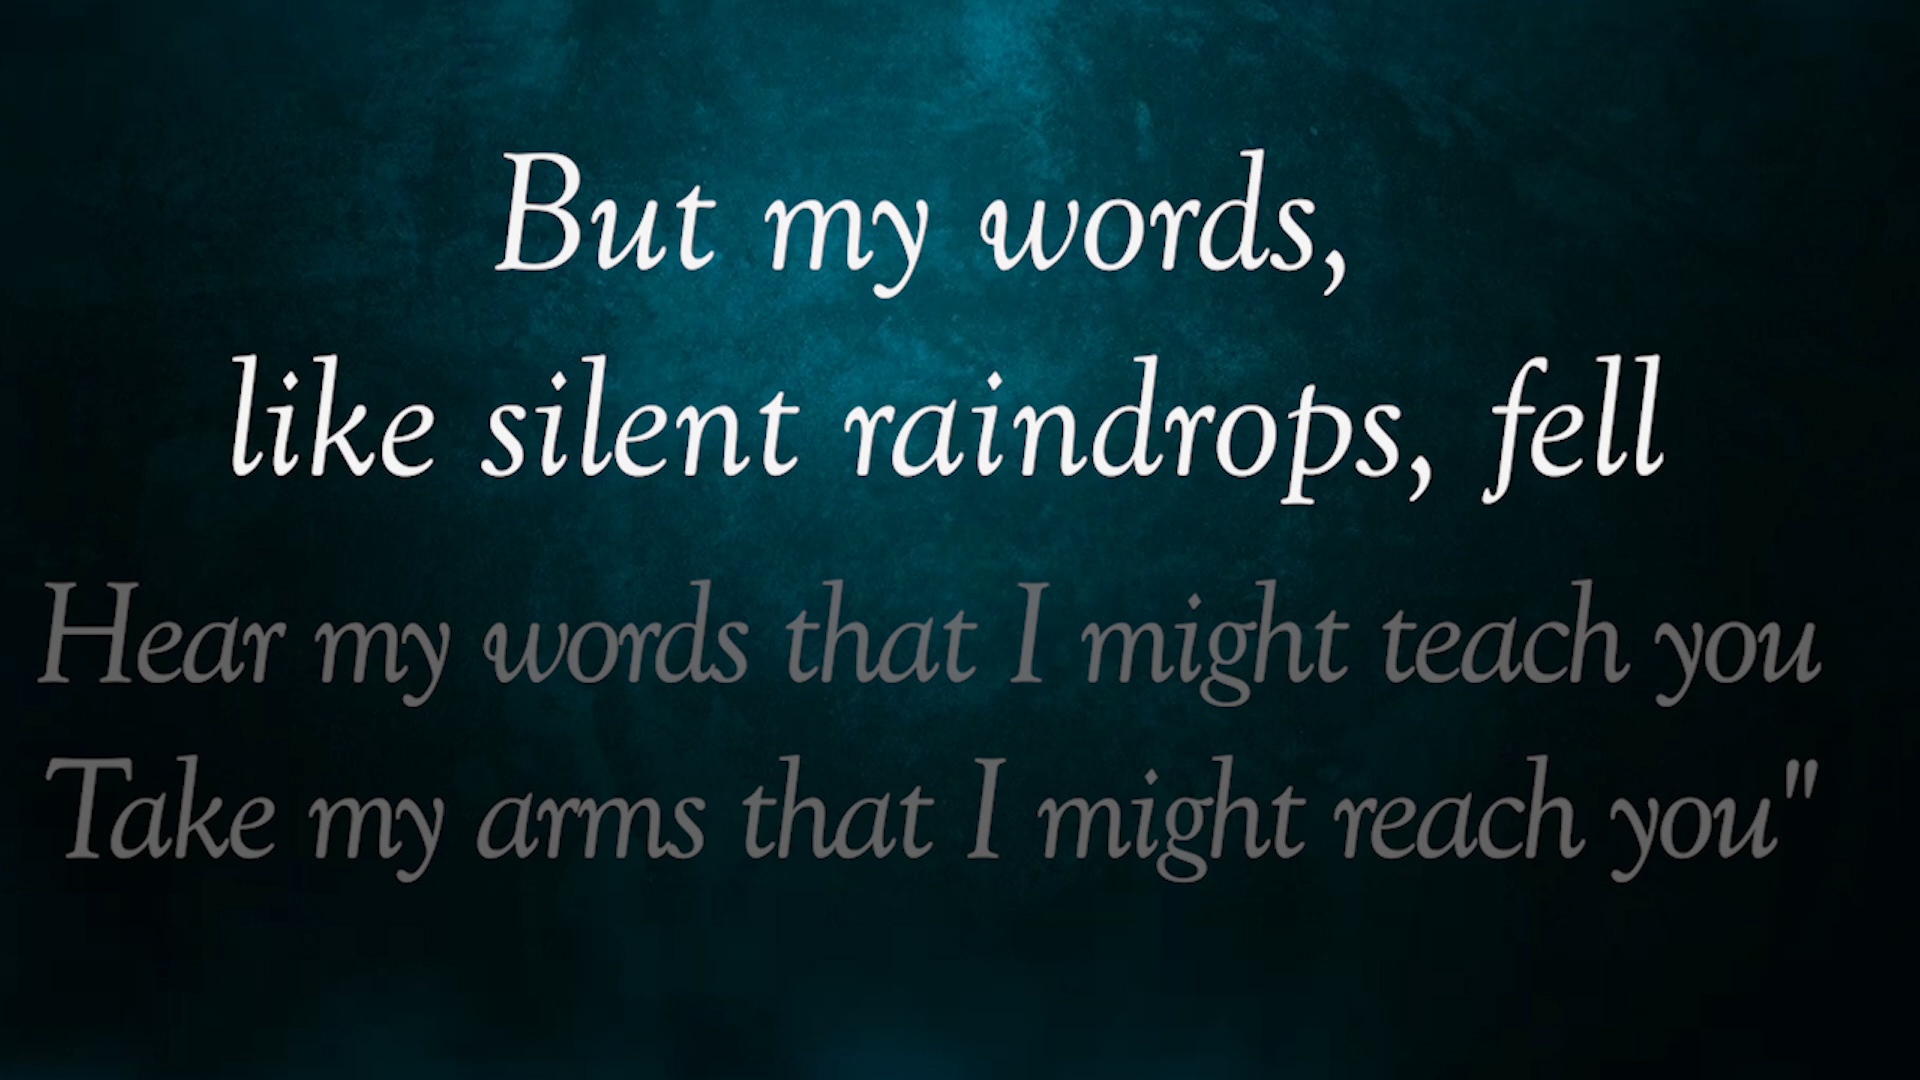 But my words,
like silent raindrops, fell
Hear my words that I might teach you
Take my arms that I might reach you"